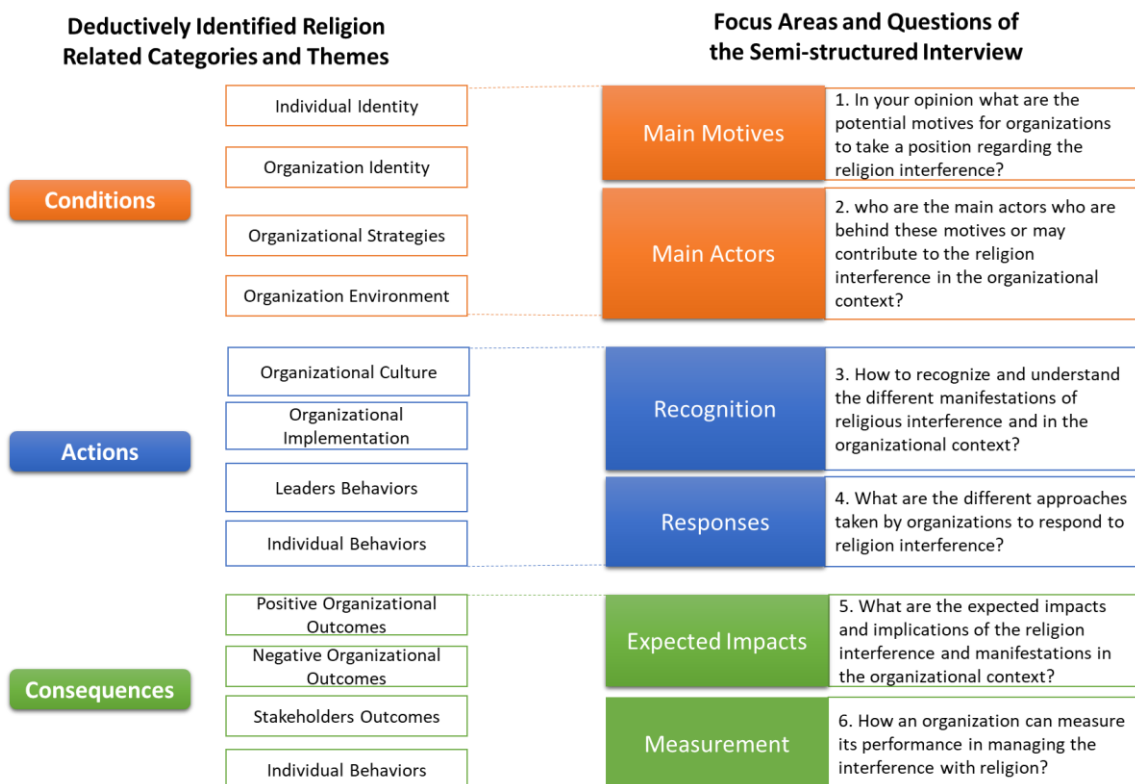 Deductively Identified Religion
Related Categories and Themes
Focus Areas and Questions of
the Semi-structured Interview
Conditions
Individual Identity
Organization Identity
Organizational Strategies
Organization Environment
Main Motives
1. In your opinion what are the
potential motives for organizations
to take a position regarding the
religion interference?
Main Actors
2. who are the main actors who are
behind these motives or may
contribute to the religion
interference in the organizational
context?
Actions
Organizational Culture
Organizational
Implementation
Leaders Behaviors
Individual Behaviors
Recognition
3. How to recognize and understand
the different manifestations of
religious interference and in the
organizational context?
Responses
4. What are the different approaches
taken by organizations to respond to
religion interference?
Consequences
Positive Organizational
Outcomes
Negative Organizational
Outcomes
Stakeholders Outcomes
Individual Behaviors
Expected Impacts
5. What are the expected impacts
and implications of the religion
interference and manifestations in
the organizational context?
Measurement
6. How an organization can measure
its performance in managing the
interference with religion?